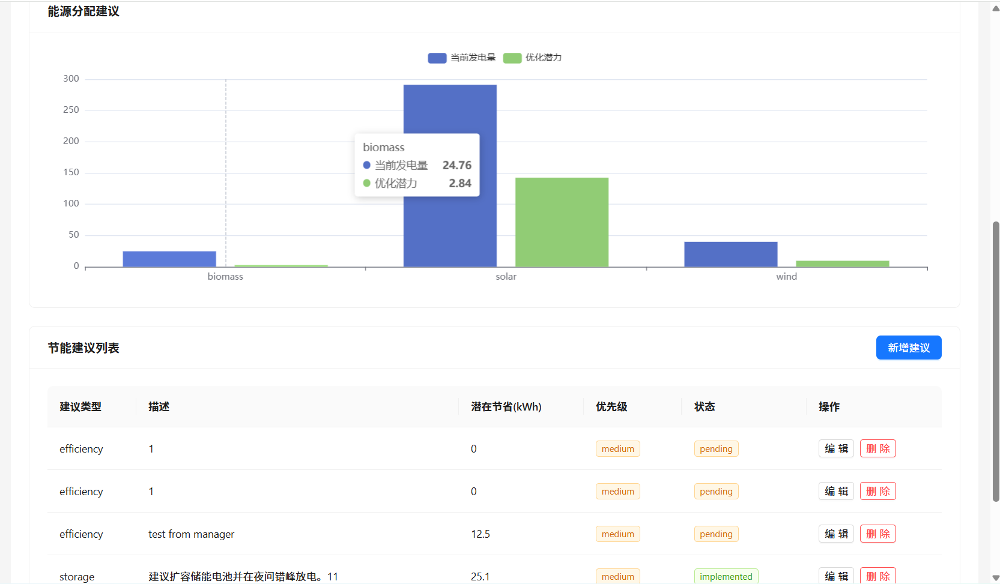 能源分配建议
当前发电量 优化潜力
300
250
200
150
100
50
0
biomass
当前发电量 24.76
优化潜力 2.84
biomass solar wind
节能建议列表 新增建议
建议类型 描述 潜在节省(kWh) 优先级 状态 操作
efficiency 1 0 medium pending 编 辑 删 除
efficiency 1 0 medium pending 编 辑 删 除
efficiency test from manager 12.5 medium pending 编 辑 删 除
storage 建议扩容储能电池并在夜间错峰放电。11 25.1 medium implemented 编 辑 删 除